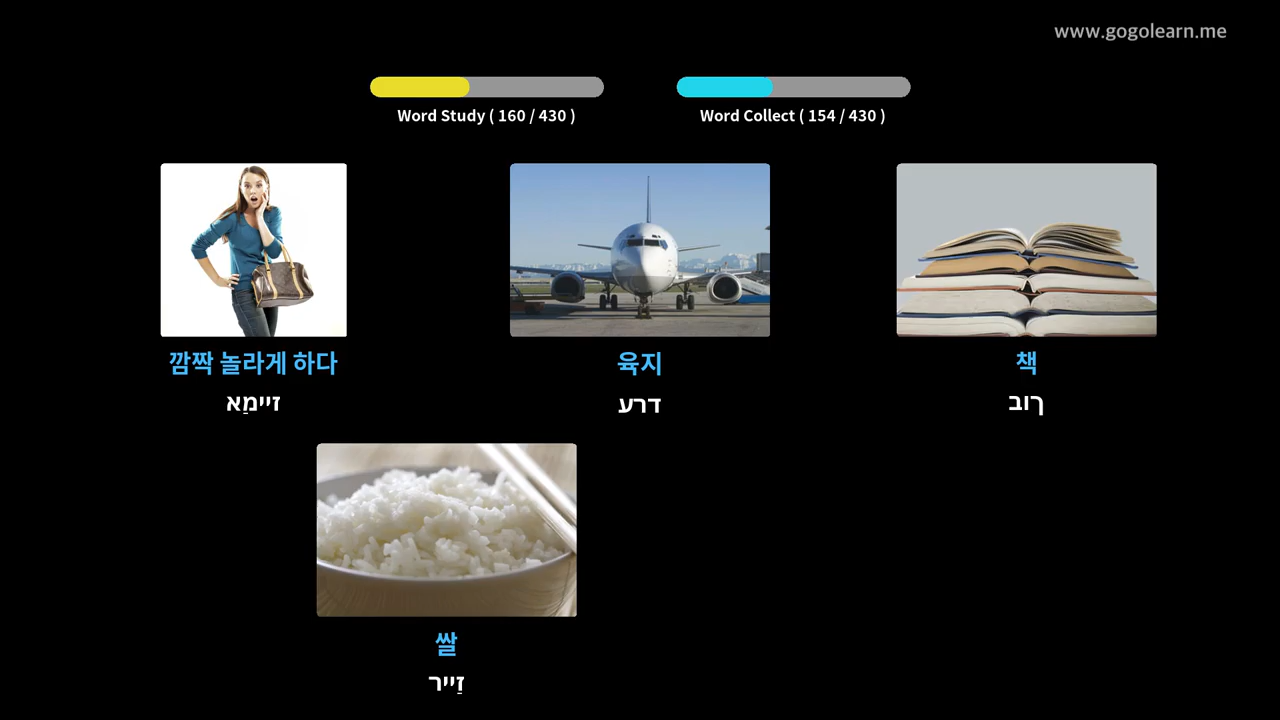 www.gogolearn.me
Word Study ( 160 / 430 )
Word Collect ( 154 / 430 )
깜짝 놀라게 하다
זיימַא
육지
דרע
책
ךוב
쌀
זַייר